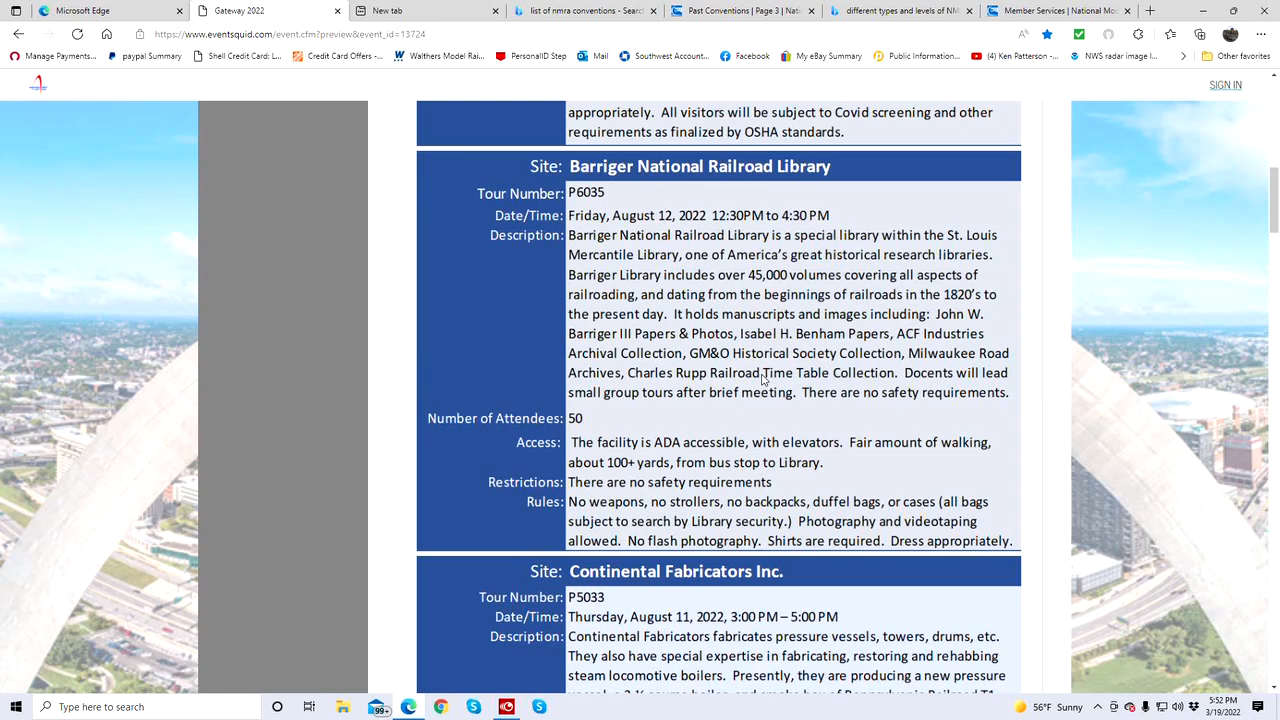 Microsoft Edge
Gateway 2022
New tab
list of nmra conventions - Search
Past Conventions | Page 3 | Natio
different types and levels of NM
Member Services | National Mod
https://www.eventsquid.com/event.cfm?preview&event_id=13724
Manage Payments...
paypal Summary
Shell Credit Card: L...
Credit Card Offers -...
Walthers Model Rai...
PersonalID Step
Mail
Southwest Account...
Facebook
My eBay Summary
Public Information...
(4) Ken Patterson -...
NWS radar image l...
Other favorites
SIGN IN
appropriately. All visitors will be subject to Covid screening and other
requirements as finalized by OSHA standards.
Site: Barriger National Railroad Library
Tour Number: P6035
Date/Time: Friday, August 12, 2022 12:30PM to 4:30 PM
Description: Barriger National Railroad Library is a special library within the St. Louis
Mercantile Library, one of America's great historical research libraries.
Barriger Library includes over 45,000 volumes covering all aspects of
railroading, and dating from the beginnings of railroads in the 1820's to
the present day. It holds manuscripts and images including: John W.
Barriger III Papers & Photos, Isabel H. Benham Papers, ACF Industries
Archival Collection, GM&O Historical Society Collection, Milwaukee Road
Archives, Charles Rupp Railroad Time Table Collection. Docents will lead
small group tours after brief meeting. There are no safety requirements.
Number of Attendees: 50
Access: The facility is ADA accessible, with elevators. Fair amount of walking,
about 100+ yards, from bus stop to Library.
Restrictions: There are no safety requirements
Rules: No weapons, no strollers, no backpacks, duffel bags, or cases (all bags
subject to search by Library security.) Photography and videotaping
allowed. No flash photography. Shirts are required. Dress appropriately.
Site: Continental Fabricators Inc.
Tour Number: P5033
Date/Time: Thursday, August 11, 2022, 3:00 PM – 5:00 PM
Description: Continental Fabricators fabricates pressure vessels, towers, drums, etc.
They also have special expertise in fabricating, restoring and rehabbing
steam locomotive boilers. Presently, they are producing a new pressure
Type here to search
99+
56°F Sunny
5:52 PM
3/19/2022